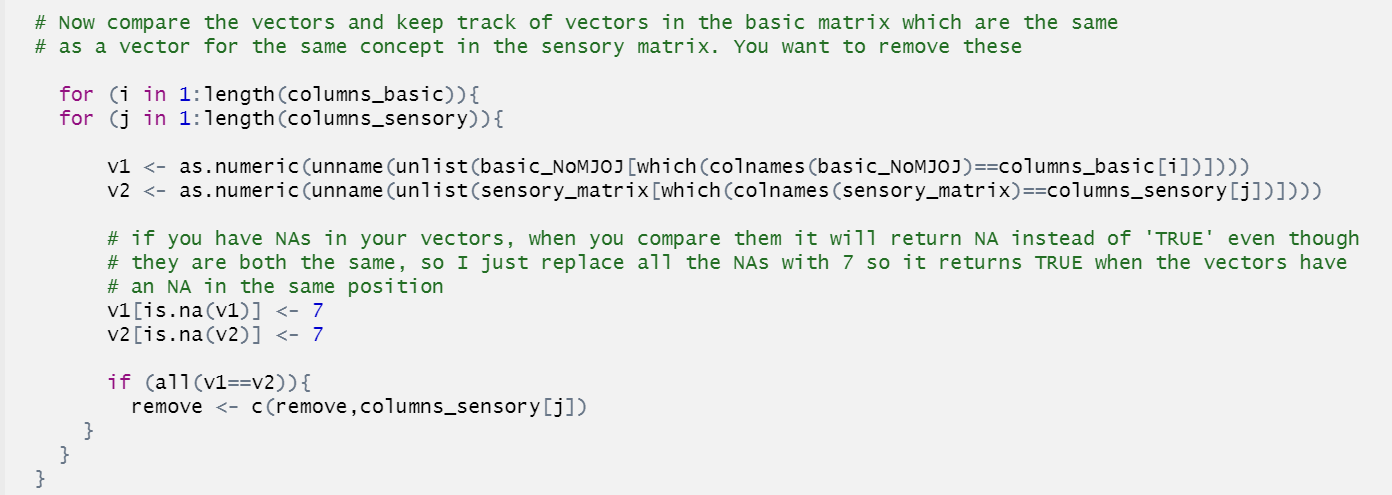 # Now compare the vectors and keep track of vectors in the basic matrix which are the same
# as a vector for the same concept in the sensory matrix. You want to remove these
for (i in 1:length(columns_basic)){
for (j in 1:length(columns_sensory)){
v1 <- as.numeric(unname(unlist(basic_NoMJOJ[which(colnames(basic_NoMJOJ)==columns_basic[i])])))
v2 <- as.numeric(unname(unlist(sensory_matrix[which(colnames(sensory_matrix)==columns_sensory[j])])))
# if you have NAs in your vectors, when you compare them it will return NA instead of 'TRUE' even though
# they are both the same, so I just replace all the NAs with 7 so it returns TRUE when the vectors have
# an NA in the same position
v1[is.na(v1)] <- 7
v2[is.na(v2)] <- 7
if (all(v1==v2)){
remove <- c(remove,columns_sensory[j])
}
}
}